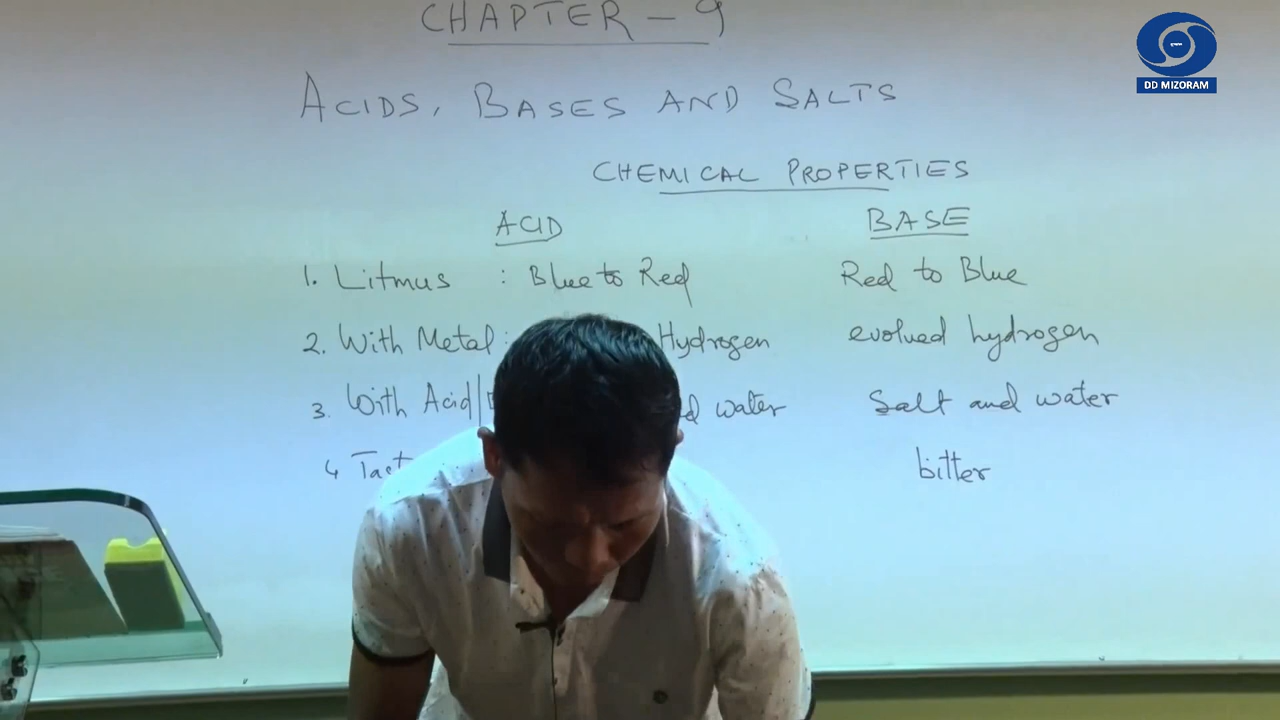 CHAPTER - 9
DD MIZORAM
ACIDS, BASES AND SALTS
CHEMICAL PROPERTIES
ACID BASE
1. Litmus : Blue to Red Red to Blue
2. With Metal : Hydrogen evolved hydrogen
3. With Acid| water Salt and water
4 bitter